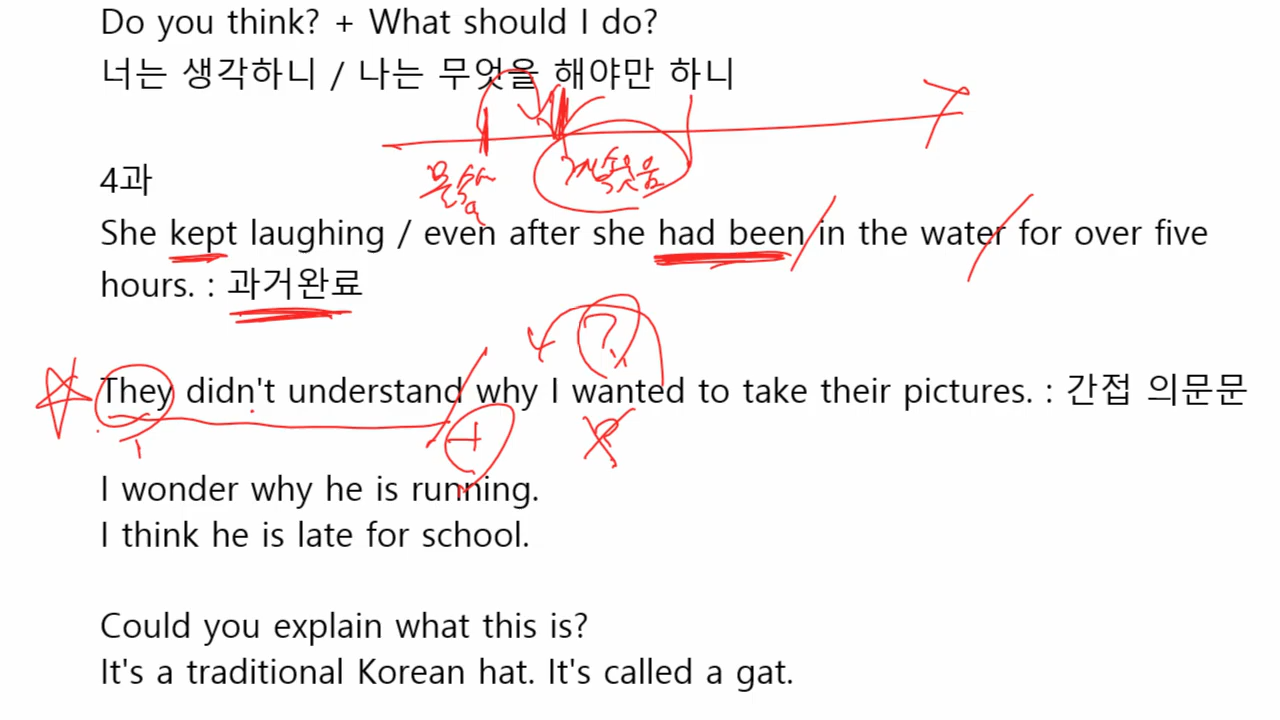 Do you think? + What should I do?
너는 생각하니 / 나는 무엇을 해야만 하니
계속웃음
4과
She kept laughing / even after she had been in the water for over five
hours. : 과거완료
?
They didn't understand why I wanted to take their pictures. : 간접 의문문
+
I wonder why he is running.
I think he is late for school.
Could you explain what this is?
It's a traditional Korean hat. It's called a gat.